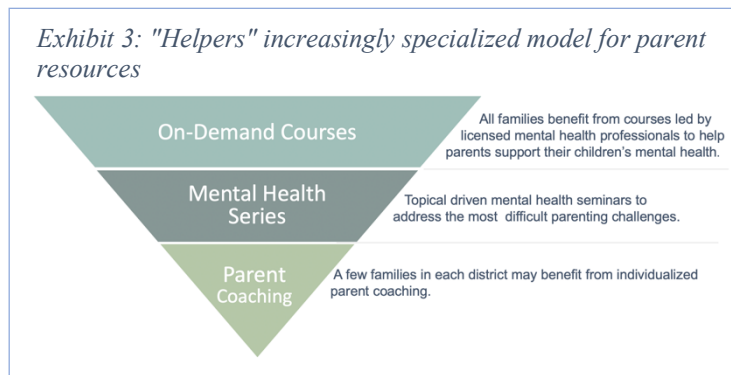 Exhibit 3: "Helpers" increasingly specialized model for parent
resources
On-Demand Courses
All families benefit from courses led by
licensed mental health professionals to help
parents support their children's mental health.
Mental Health
Series
Topical driven mental health seminars to
address the most difficult parenting challenges.
Parent
Coaching
A few families in each district may benefit from individualized
parent coaching.